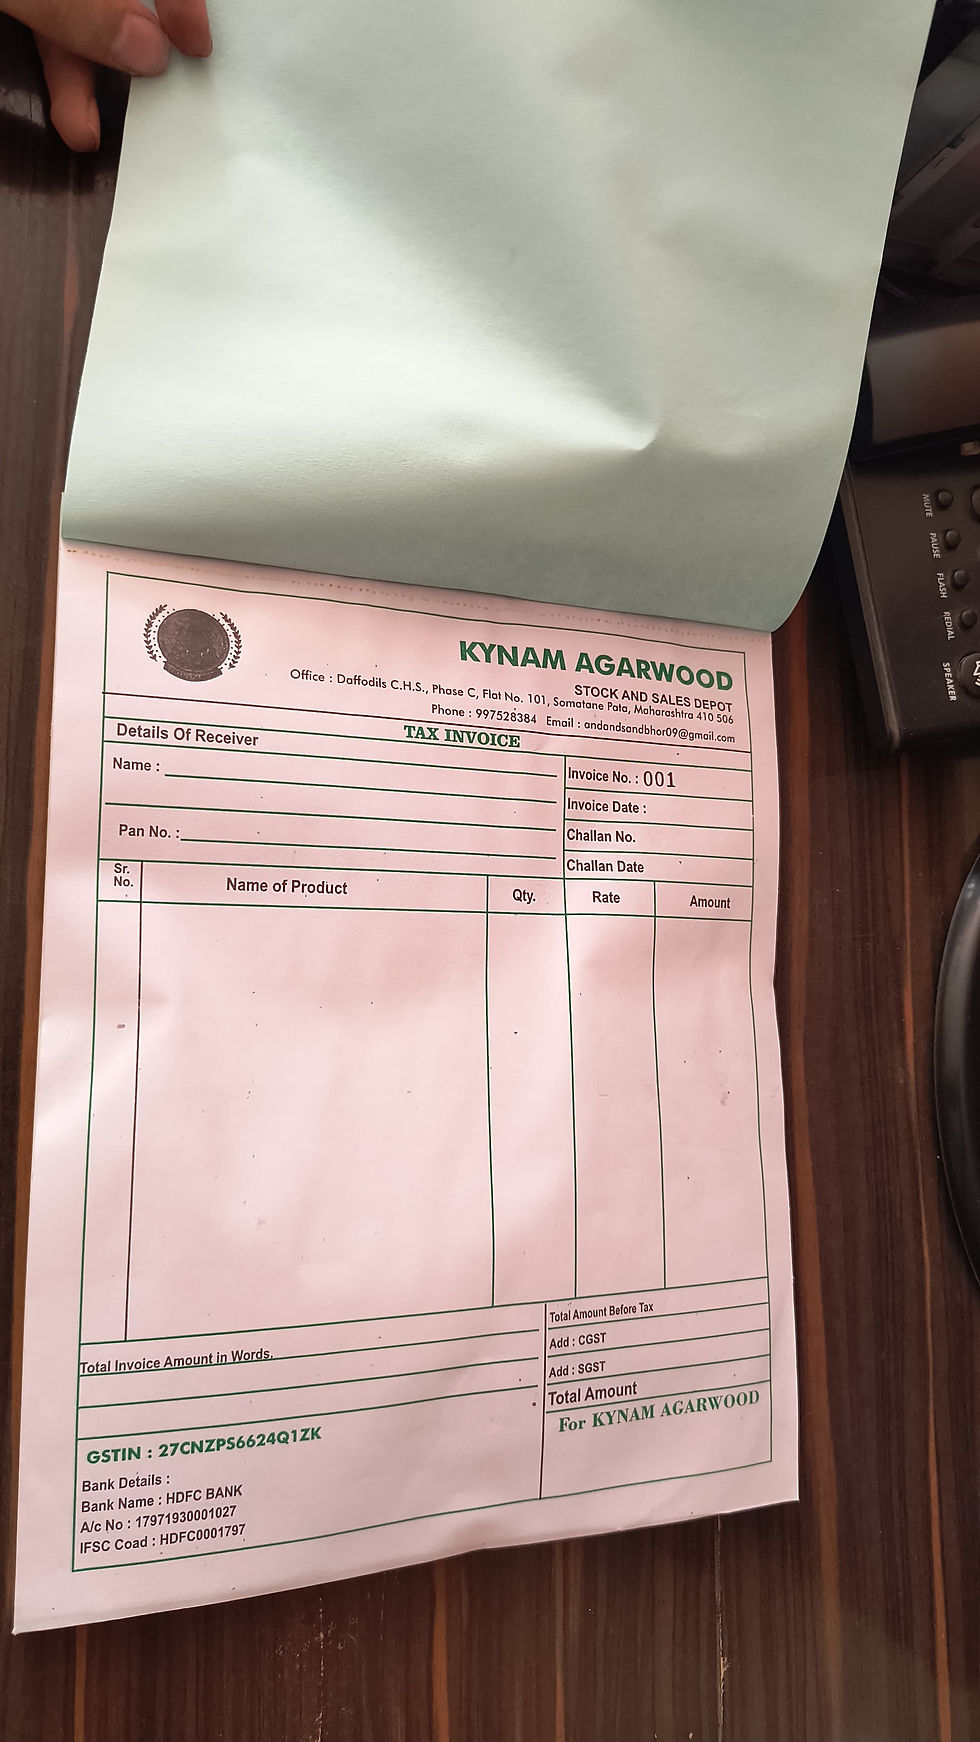 KYNAM AGARWOOD
STOCK AND SALES DEPOT
Office : Daffodils C.H.S., Phase C, Flat No. 101, Somatane Pata, Maharashtra 410 506
Phone : 997528384 Email : andandsandbhor09@gmail.com
TAX INVOICE
Details Of Receiver
Name :
Pan No. :
Invoice No. : 001
Invoice Date :
Challan No.
Challan Date
Sr. No.
Name of Product
Qty.
Rate
Amount
Total Invoice Amount in Words.
Total Amount Before Tax
Add : CGST
Add : SGST
Total Amount
For KYNAM AGARWOOD
GSTIN : 27CNZPS6624Q1ZK
Bank Details :
Bank Name : HDFC BANK
A/c No : 17971930001027
IFSC Coad : HDFC0001797
MUTE
PAUSE
FLASH
REDIAL
SPEAKER